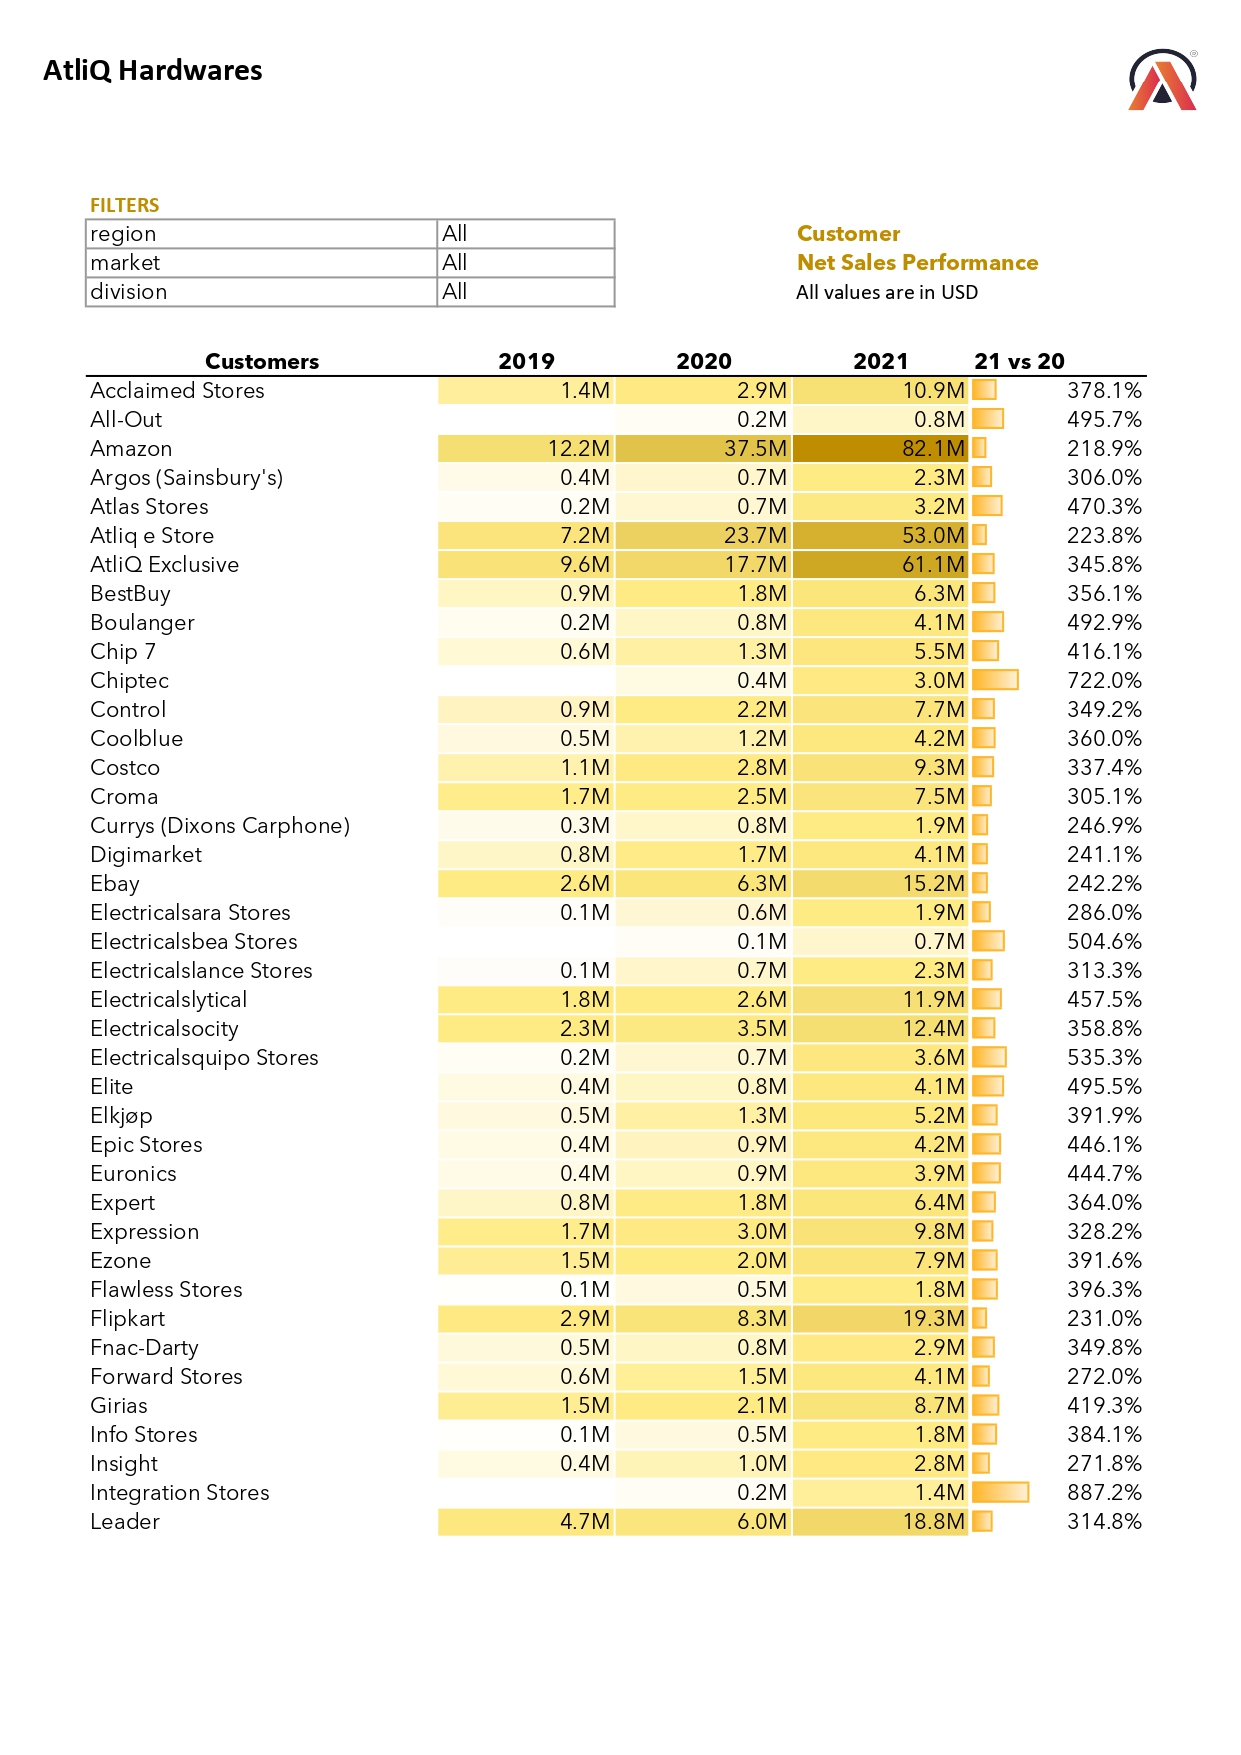 AtliQ Hardwares
®
FILTERS
region All
market All
division All
Customer
Net Sales Performance
All values are in USD
Customers 2019 2020 2021 21 vs 20
Acclaimed Stores 1.4M 2.9M 10.9M 378.1%
All-Out 0.2M 0.8M 495.7%
Amazon 12.2M 37.5M 82.1M 218.9%
Argos (Sainsbury's) 0.4M 0.7M 2.3M 306.0%
Atlas Stores 0.2M 0.7M 3.2M 470.3%
Atliq e Store 7.2M 23.7M 53.0M 223.8%
AtliQ Exclusive 9.6M 17.7M 61.1M 345.8%
BestBuy 0.9M 1.8M 6.3M 356.1%
Boulanger 0.2M 0.8M 4.1M 492.9%
Chip 7 0.6M 1.3M 5.5M 416.1%
Chiptec 0.4M 3.0M 722.0%
Control 0.9M 2.2M 7.7M 349.2%
Coolblue 0.5M 1.2M 4.2M 360.0%
Costco 1.1M 2.8M 9.3M 337.4%
Croma 1.7M 2.5M 7.5M 305.1%
Currys (Dixons Carphone) 0.3M 0.8M 1.9M 246.9%
Digimarket 0.8M 1.7M 4.1M 241.1%
Ebay 2.6M 6.3M 15.2M 242.2%
Electricalsara Stores 0.1M 0.6M 1.9M 286.0%
Electricalsbea Stores 0.1M 0.7M 504.6%
Electricalslance Stores 0.1M 0.7M 2.3M 313.3%
Electricalslytical 1.8M 2.6M 11.9M 457.5%
Electricalsocity 2.3M 3.5M 12.4M 358.8%
Electricalsquipo Stores 0.2M 0.7M 3.6M 535.3%
Elite 0.4M 0.8M 4.1M 495.5%
Elkjøp 0.5M 1.3M 5.2M 391.9%
Epic Stores 0.4M 0.9M 4.2M 446.1%
Euronics 0.4M 0.9M 3.9M 444.7%
Expert 0.8M 1.8M 6.4M 364.0%
Expression 1.7M 3.0M 9.8M 328.2%
Ezone 1.5M 2.0M 7.9M 391.6%
Flawless Stores 0.1M 0.5M 1.8M 396.3%
Flipkart 2.9M 8.3M 19.3M 231.0%
Fnac-Darty 0.5M 0.8M 2.9M 349.8%
Forward Stores 0.6M 1.5M 4.1M 272.0%
Girias 1.5M 2.1M 8.7M 419.3%
Info Stores 0.1M 0.5M 1.8M 384.1%
Insight 0.4M 1.0M 2.8M 271.8%
Integration Stores 0.2M 1.4M 887.2%
Leader 4.7M 6.0M 18.8M 314.8%